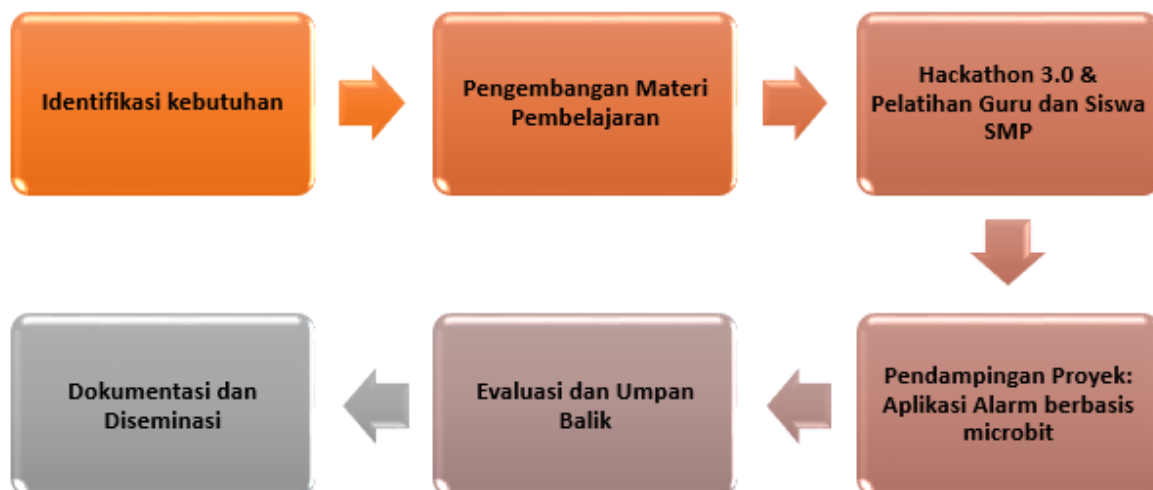 Identifikasi kebutuhan
Pengembangan Materi
Pembelajaran
Hackathon 3.0 &
Pelatihan Guru dan Siswa
SMP
Pendampingan Proyek:
Aplikasi Alarm berbasis
microbit
Evaluasi dan Umpan
Balik
Dokumentasi dan
Diseminasi